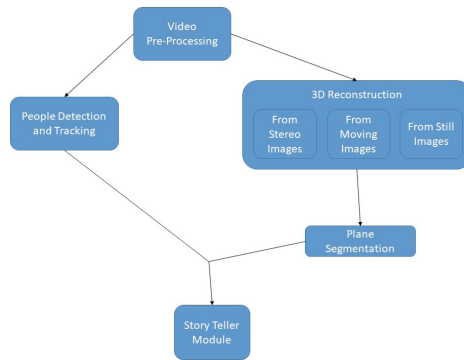 Video
Pre-Processing
People Detection
and Tracking
3D Reconstruction
From
Stereo
Images
From
Moving
Images
From Still
Images
Plane
Segmentation
Story Teller
Module